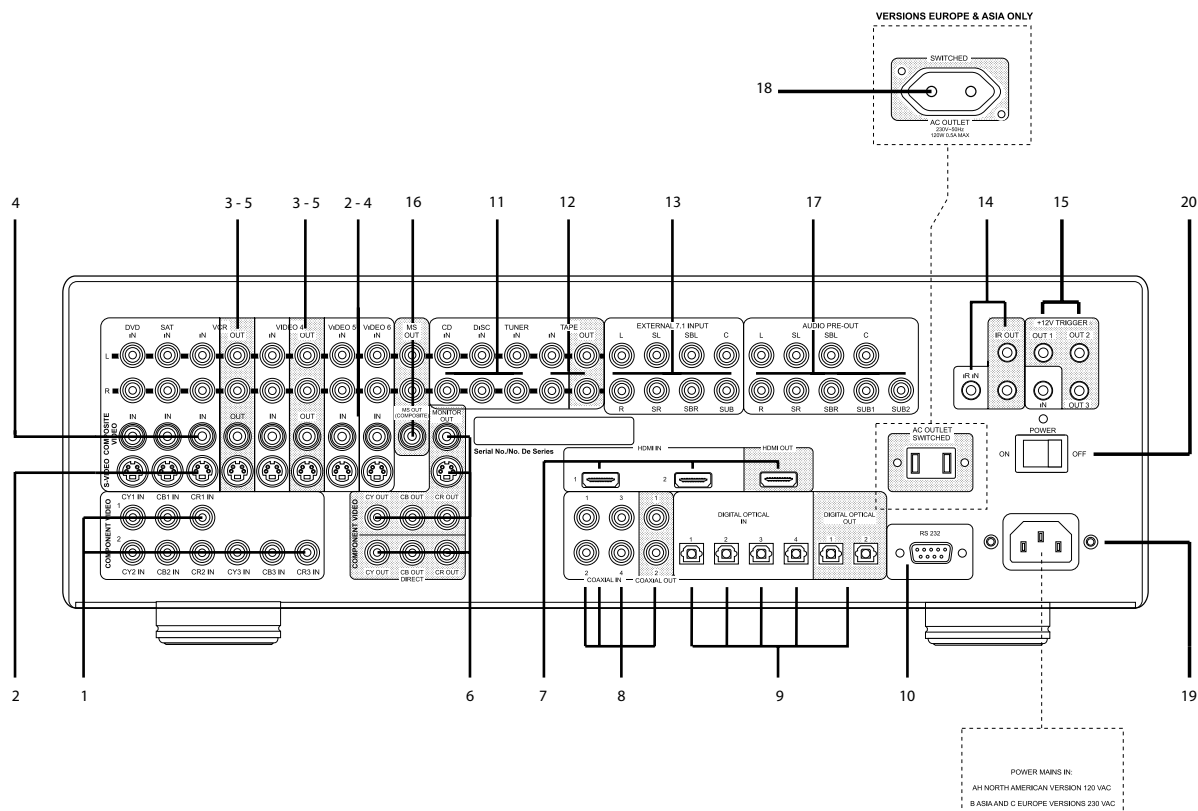 VERSIONS EUROPE & ASIA ONLY
SWITCHED
18
AC OUTLET
230V~50Hz
120W 0.5A MAX
4 3 - 5 3 - 5 2 - 4 16 11 12 13 17 14 15 20
DVD SAT VCR VIDEO 4 VIDEO 5 VIDEO 6 MS CD DISC TUNER TAPE
IN IN IN OUT IN OUT IN IN OUT IN IN IN IN OUT
EXTERNAL 7.1 INPUT
L SL SBL C
AUDIO PRE-OUT
L SL SBL C
+12V TRIGGER
IR OUT OUT 1 OUT 2
L
R
IR IN
IN OUT 3
R SR SBR SUB
R SR SBR SUB1 SUB2
IN IN IN OUT IN OUT IN IN
MS OUT
(COMPOSITE)
MONITOR
OUT
COMPOSITE
VIDEO
S-VIDEO
Serial No./No. De Series
AC OUTLET
SWITCHED
POWER
ON OFF
HDMI IN HDMI OUT
7 1 2
CY1 IN CB1 IN CR1 IN
CY OUT CB OUT CR OUT
1
2
COMPONENT VIDEO
COMPONENT VIDEO
CY2 IN CB2 IN CR2 IN CY3 IN CB3 IN CR3 IN
CY OUT CB OUT CR OUT
DIRECT
1 3 1
2 4 2
COAXIAL IN COAXIAL OUT
DIGITAL OPTICAL
IN
1 2 3 4
DIGITAL OPTICAL
OUT
1 2
RS 232
2 1 6 7 8 9 10 19
POWER MAINS IN:
AH NORTH AMERICAN VERSION 120 VAC
B ASIA AND C EUROPE VERSIONS 230 VAC